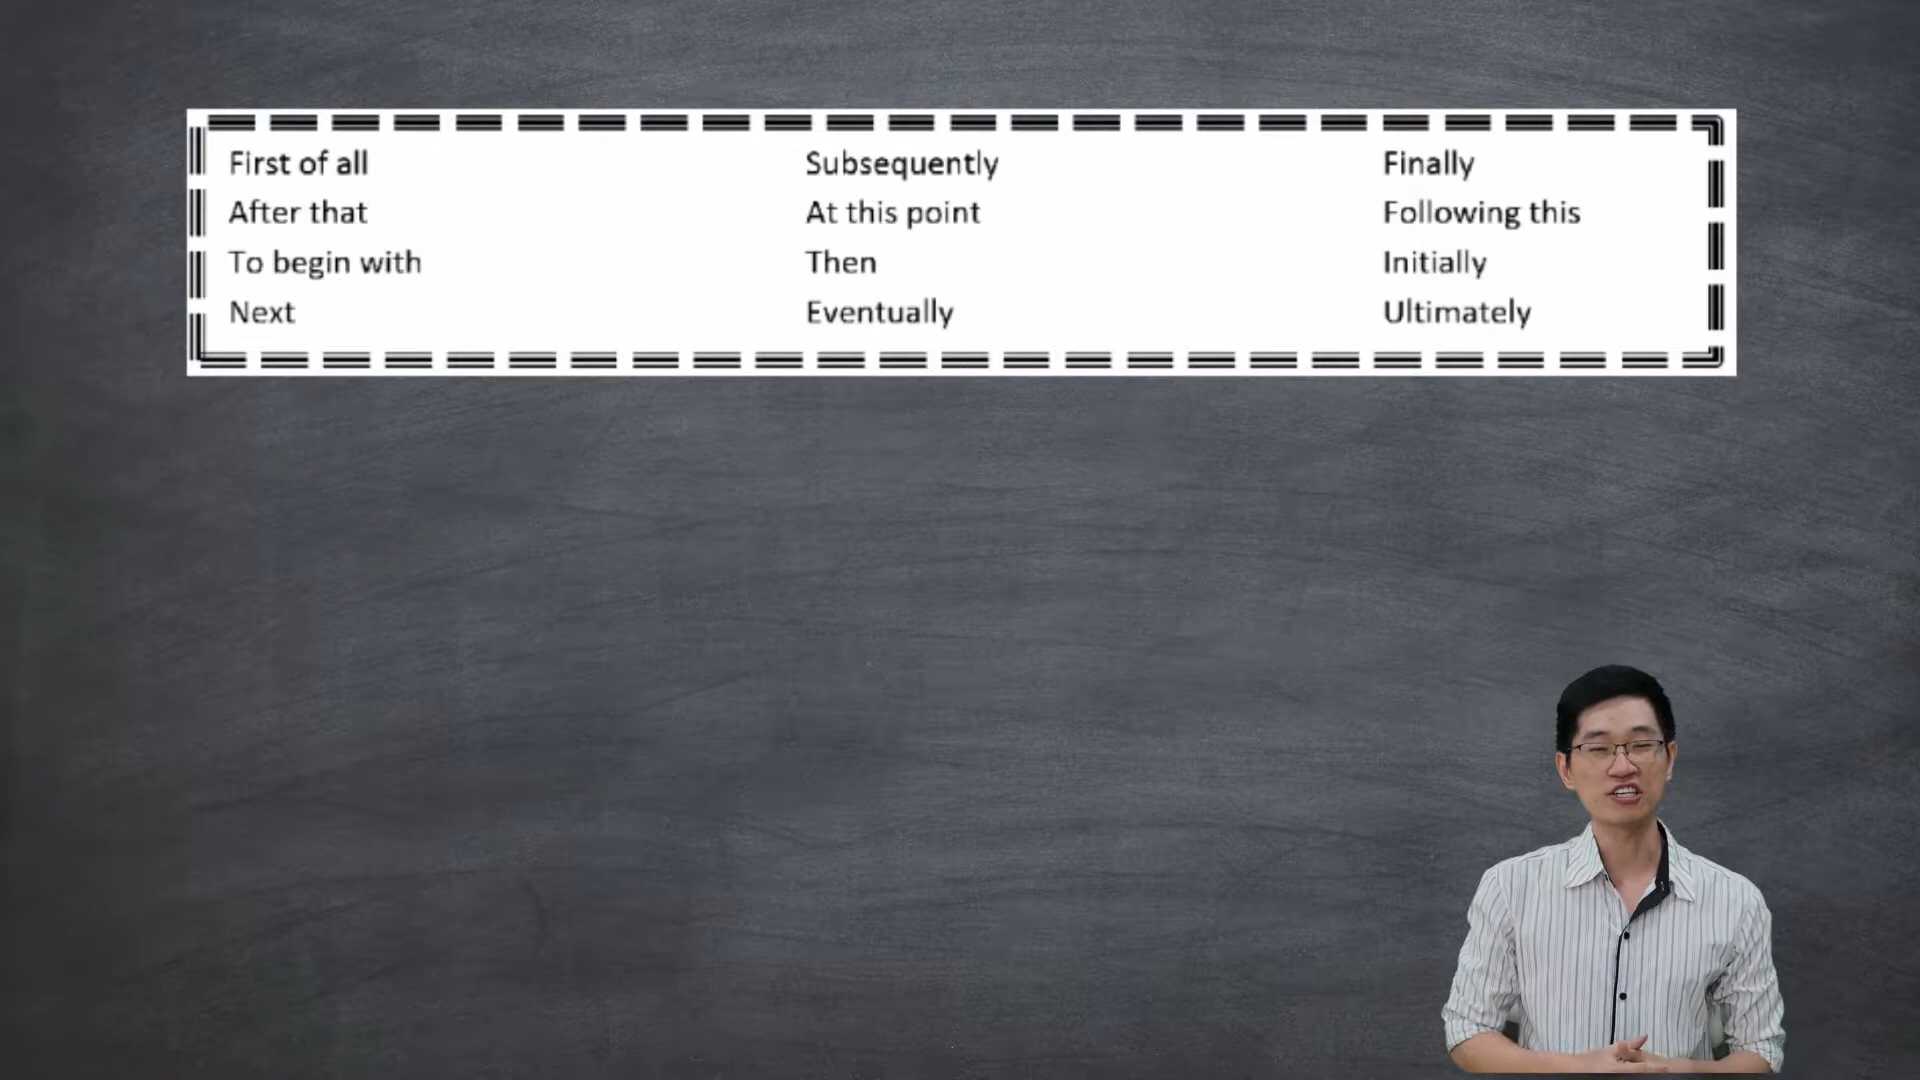 First of all
After that
To begin with
Next
Subsequently
At this point
Then
Eventually
Finally
Following this
Initially
Ultimately